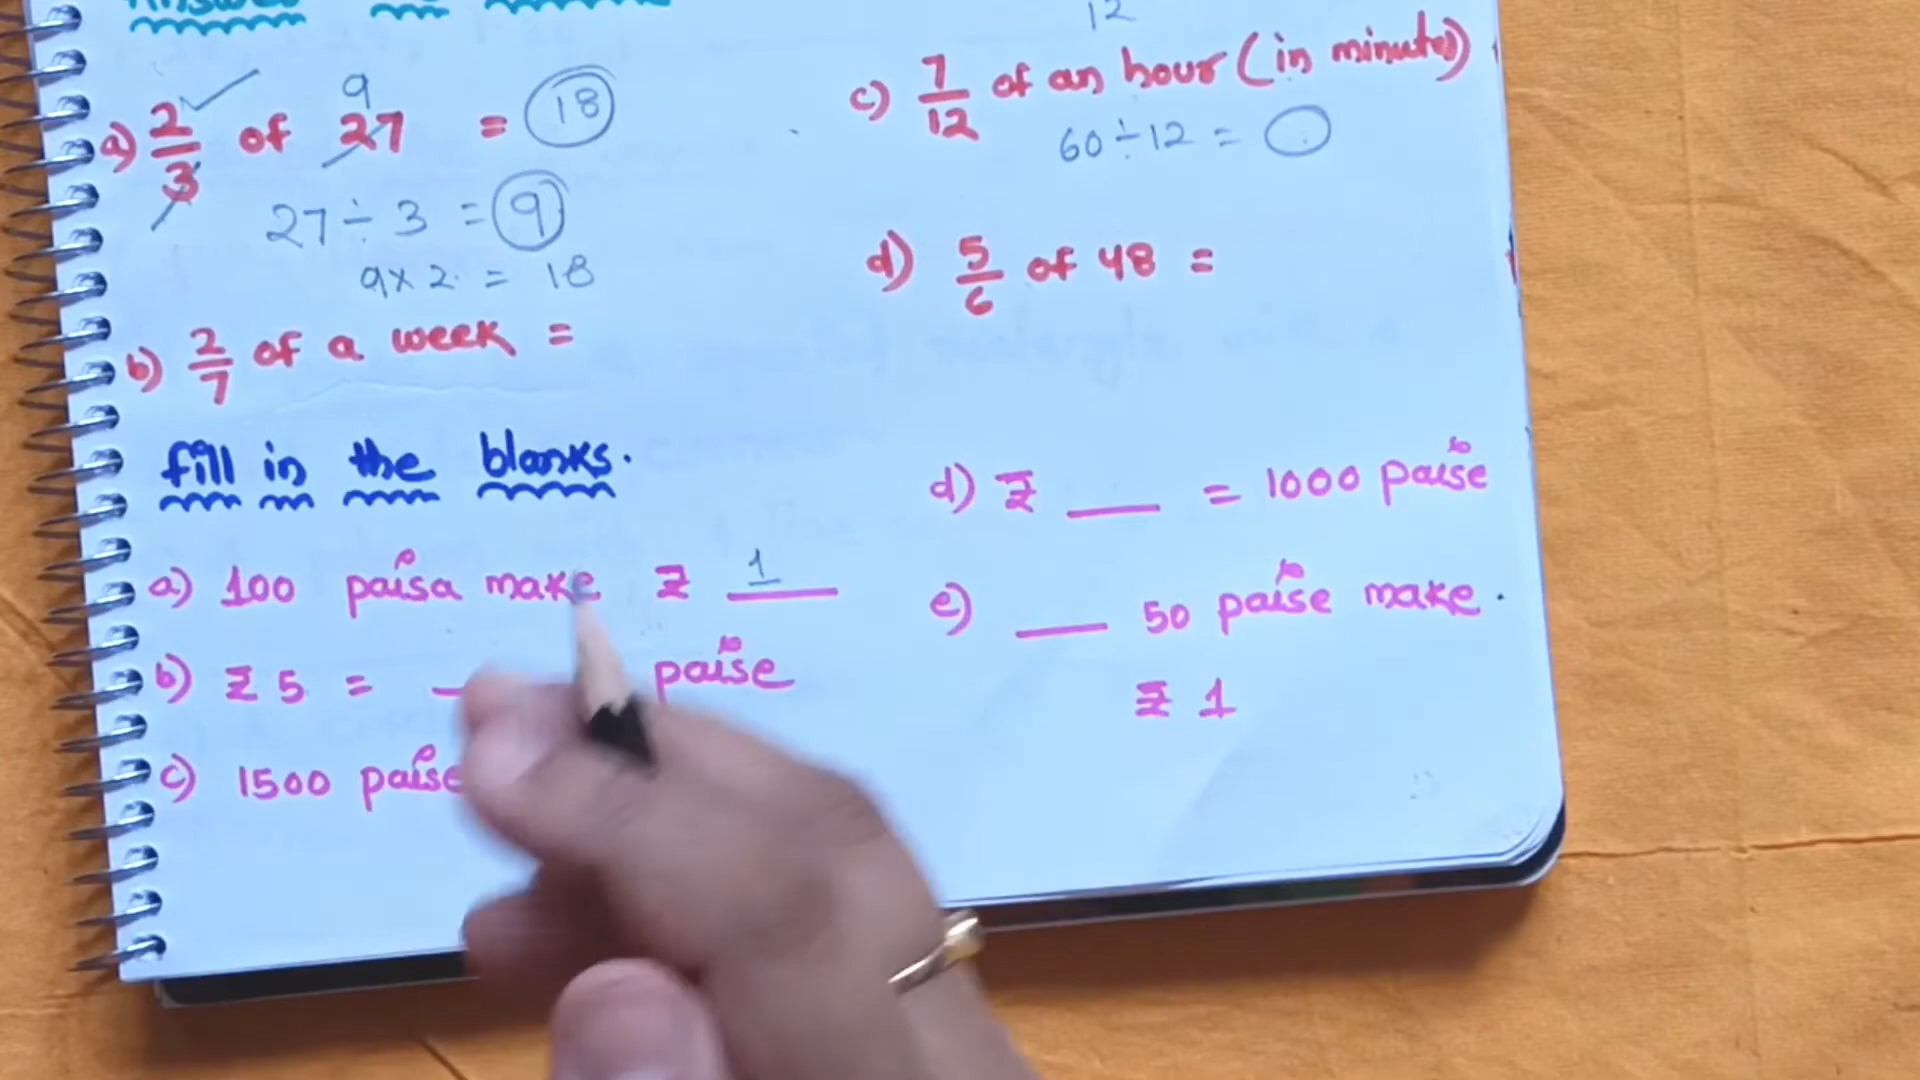 a) 2/3 of 27 = 18
9
27 ÷ 3 = 9
9 x 2 = 18
b) 2/7 of a week =
12
c) 7/12 of an hour (in minutes)
60 ÷ 12 =
d) 5/6 of 48 =
fill in the blanks.
a) 100 paisa make ₹ 1
b) ₹ 5 = __ paise
c) 1500 paise
d) ₹ ___ = 1000 paise
e) ___ 50 paise make
₹ 1